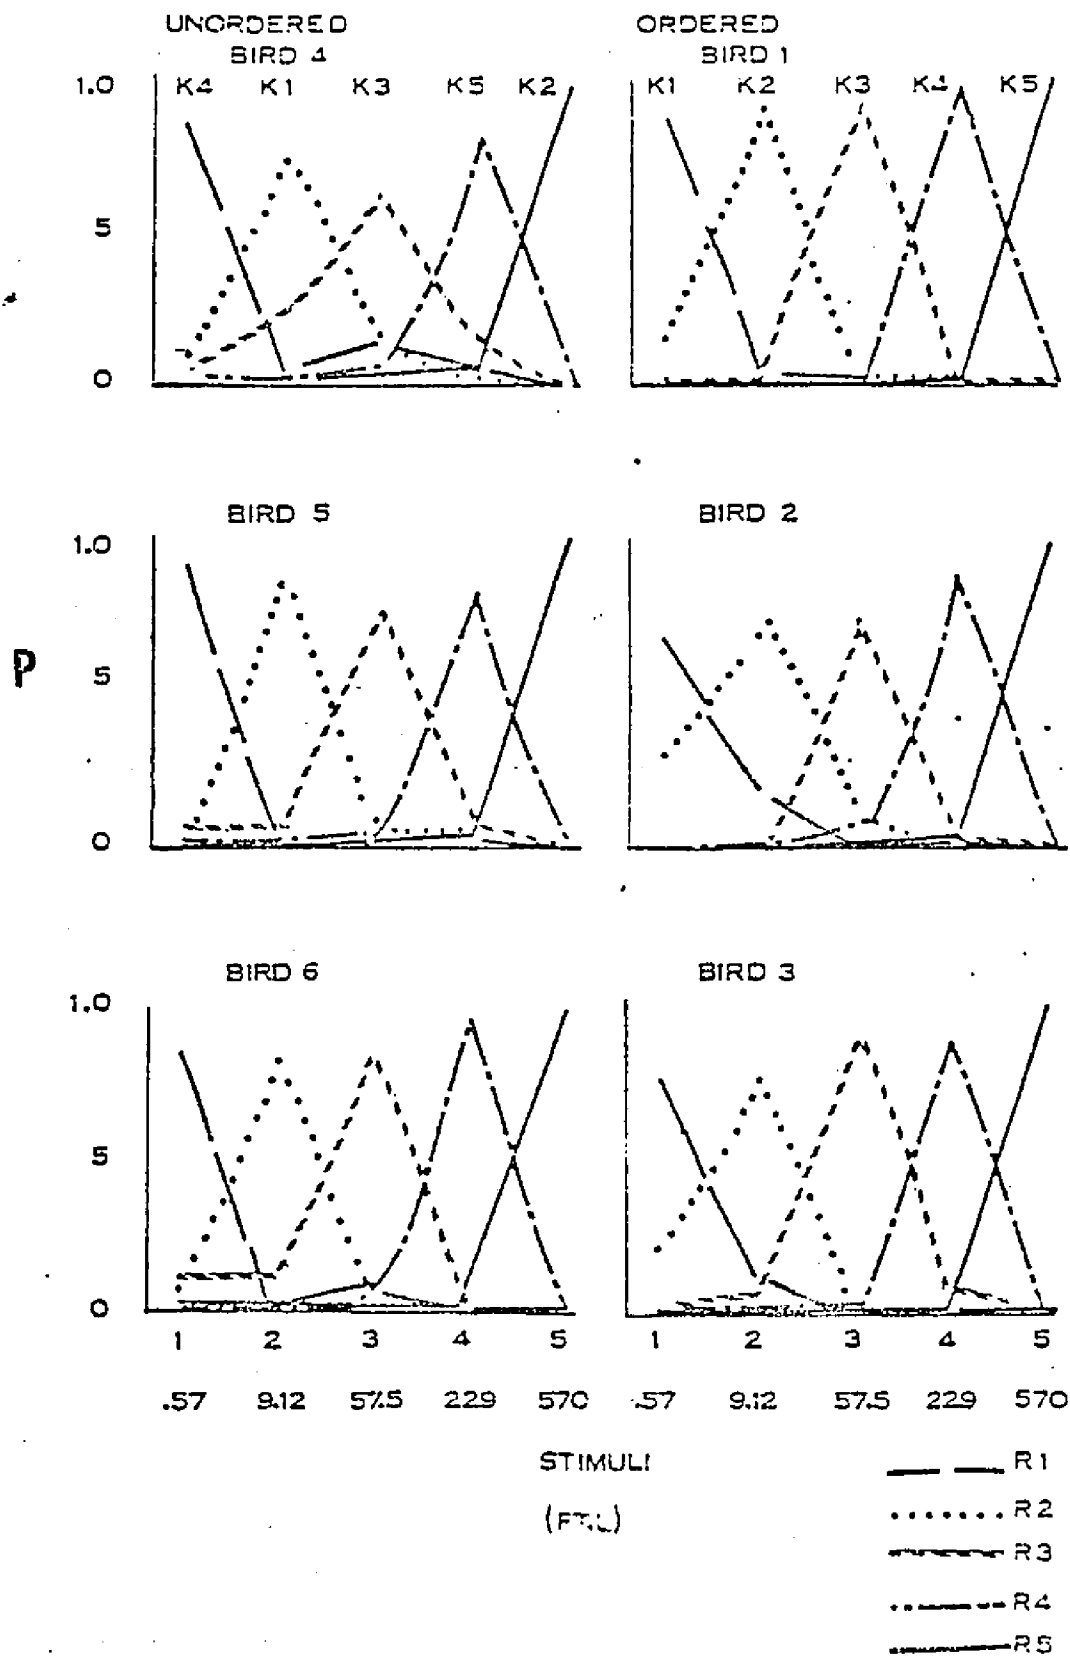 UNORDERED ORDERED
BIRD 4 BIRD 1
1.0 K4 K1 K3 K5 K2 K1 K2 K3 K4 K5
5
0
BIRD 5 BIRD 2
1.0
P 5
0
BIRD 6 BIRD 3
1.0
5
0
1 2 3 4 5 1 2 3 4 5
.57 9.12 57.5 229 570 .57 9.12 57.5 229 570
STIMULI
R1
R2
R3
R4
R5